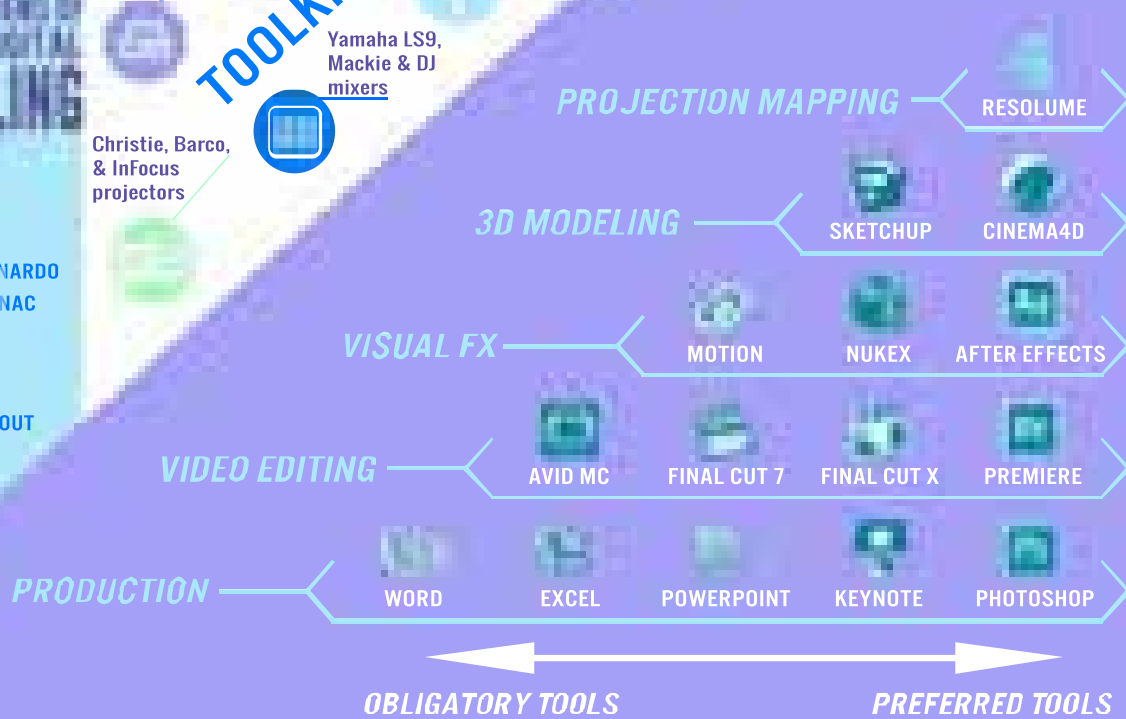 TOOLK
Yamaha LS9,
Mackie & DJ
mixers
Christie, Barco,
& InFocus
projectors
NARDO
NAC
OUT
PROJECTION MAPPING
RESOLUME
3D MODELING
SKETCHUP
CINEMA4D
VISUAL FX
MOTION
NUKEX
AFTER EFFECTS
VIDEO EDITING
AVID MC
FINAL CUT 7
FINAL CUT X
PREMIERE
PRODUCTION
WORD
EXCEL
POWERPOINT
KEYNOTE
PHOTOSHOP
OBLIGATORY TOOLS
PREFERRED TOOLS